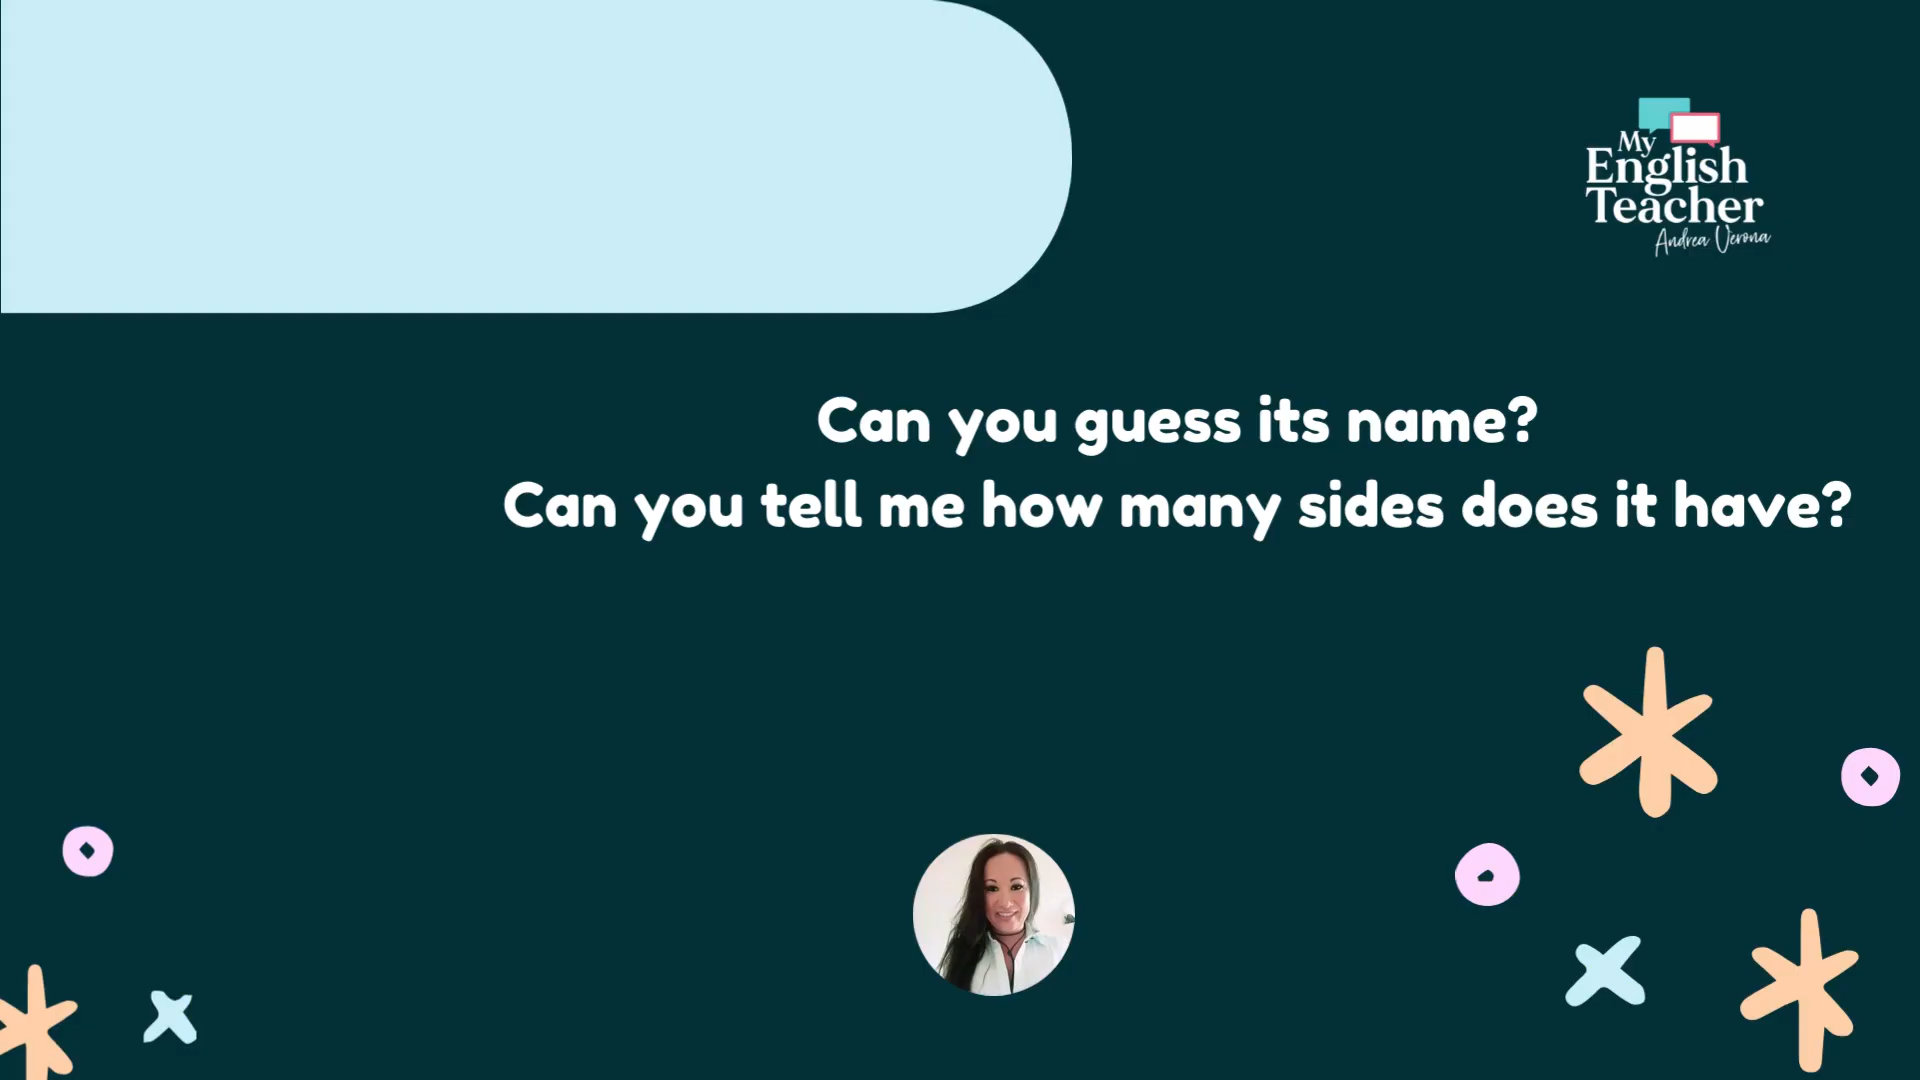 My
English
Teacher
Andrea Verona
Can you guess its name?
Can you tell me how many sides does it have?